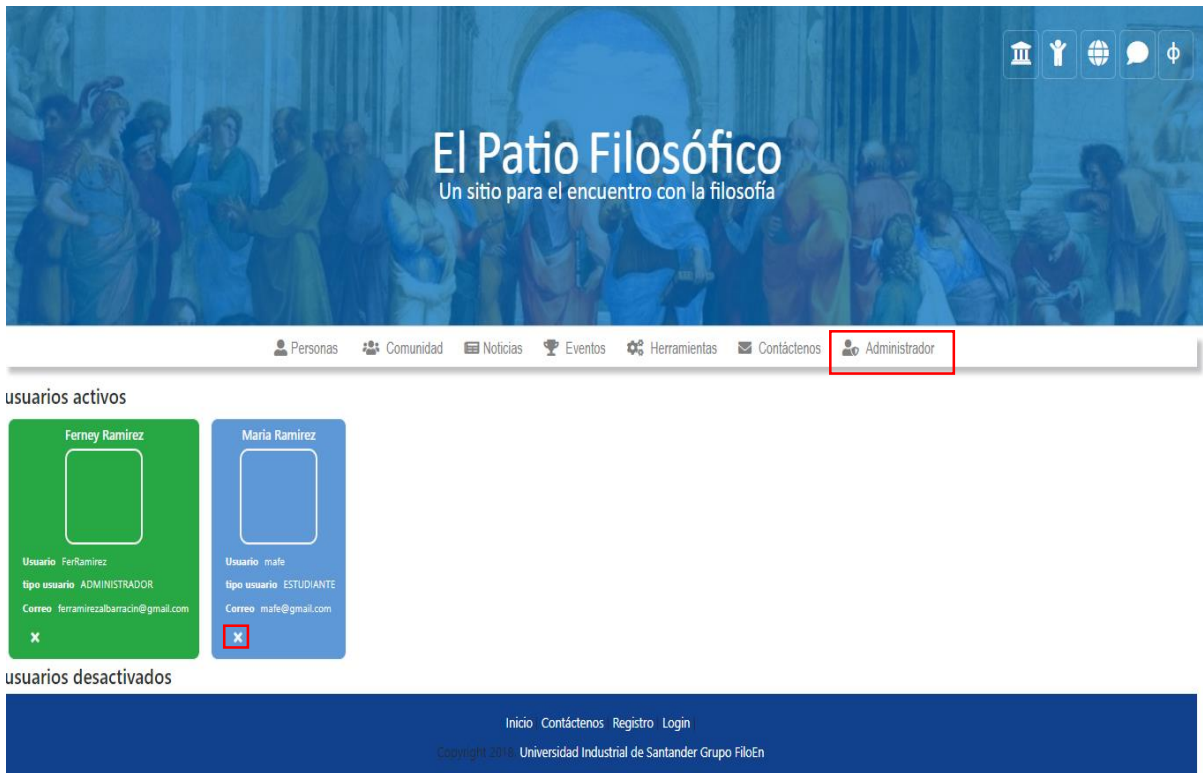 El Patio Filosófico
Un sitio para el encuentro con la filosofía
Personas Comunidad Noticias Eventos Herramientas Contáctenos Administrador
usuarios activos
Ferney Ramirez
Usuario FerRamirez
tipo usuario ADMINISTRADOR
Correo ferramirezalbarracin@gmail.com
Maria Ramirez
Usuario mafe
tipo usuario ESTUDIANTE
Correo mafe@gmail.com
usuarios desactivados
Inicio Contáctenos Registro Login
Copyright 2018 Universidad Industrial de Santander Grupo FiloEn